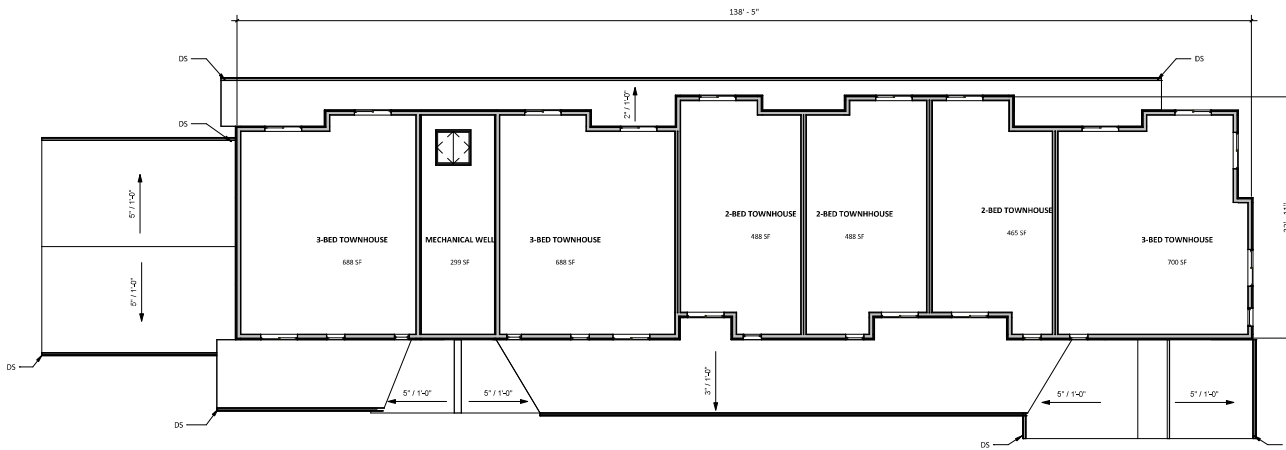 138' - 5"
DS
DS
DS
2" / 1'-0"
5" / 1'-0"
5" / 1'-0"
3-BED TOWNHOUSE
688 SF
MECHANICAL WELL
299 SF
3-BED TOWNHOUSE
688 SF
2-BED TOWNHOUSE
488 SF
2-BED TOWNHHOUSE
488 SF
2-BED TOWNHOUSE
465 SF
3-BED TOWNHOUSE
700 SF
DS
5" / 1'-0"
5" / 1'-0"
3" / 1'-0"
5" / 1'-0"
5" / 1'-0"
DS
DS